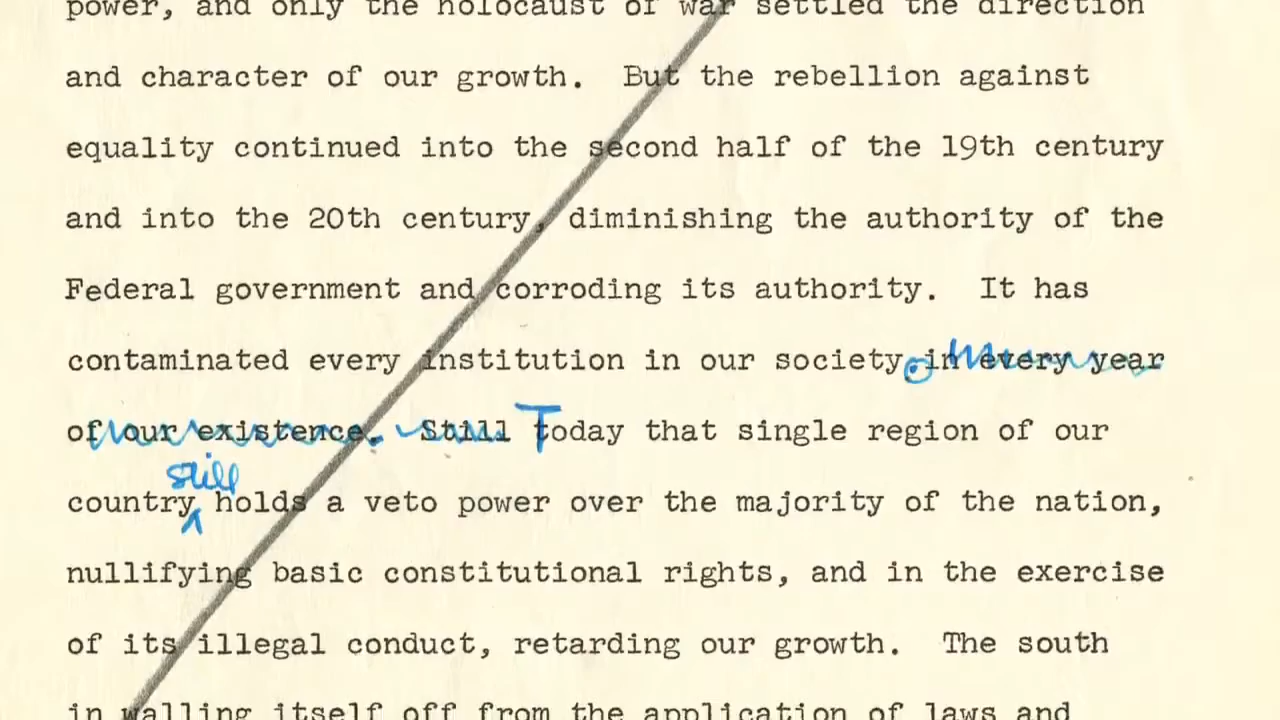 power, and only the holocaust of war settled the direction
and character of our growth. But the rebellion against
equality continued into the second half of the 19th century
and into the 20th century, diminishing the authority of the
Federal government and corroding its authority. It has
contaminated every institution in our society. in every year
of our existence. Still Today that single region of our
still
country holds a veto power over the majority of the nation,
nullifying basic constitutional rights, and in the exercise
of its illegal conduct, retarding our growth. The south
in walling itself off from the application of laws and